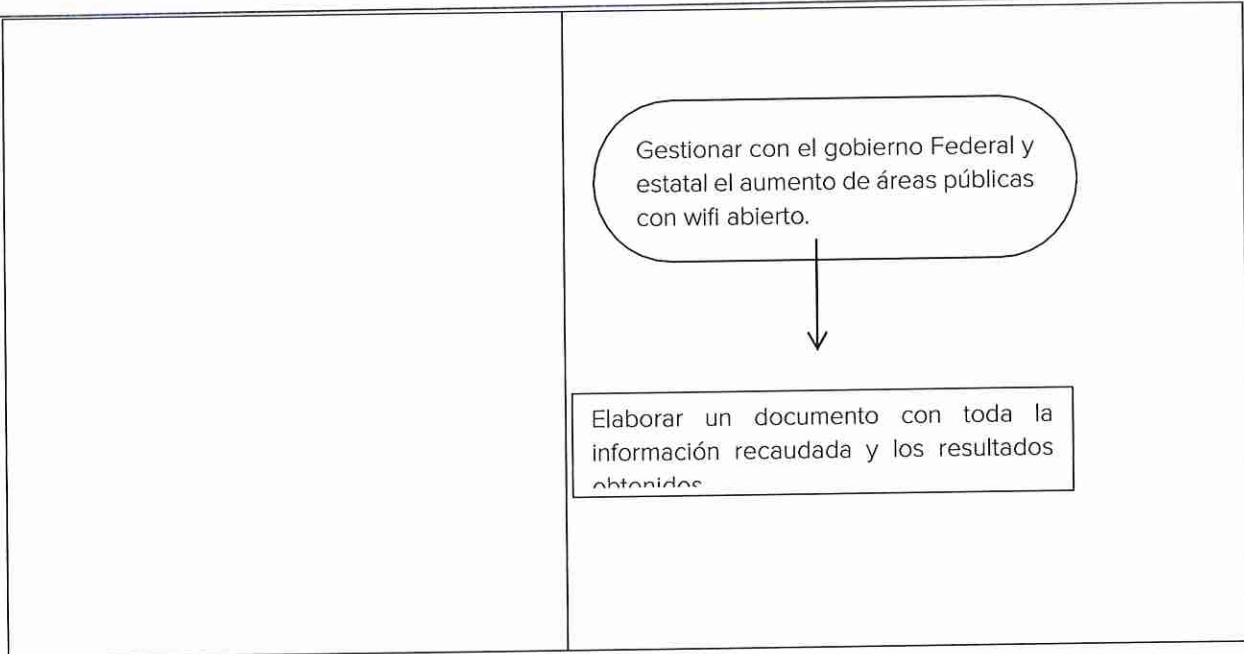 Gestionar con el gobierno Federal y
estatal el aumento de áreas públicas
con wifi abierto.
Elaborar un documento con toda la
información recaudada y los resultados
obtenidos